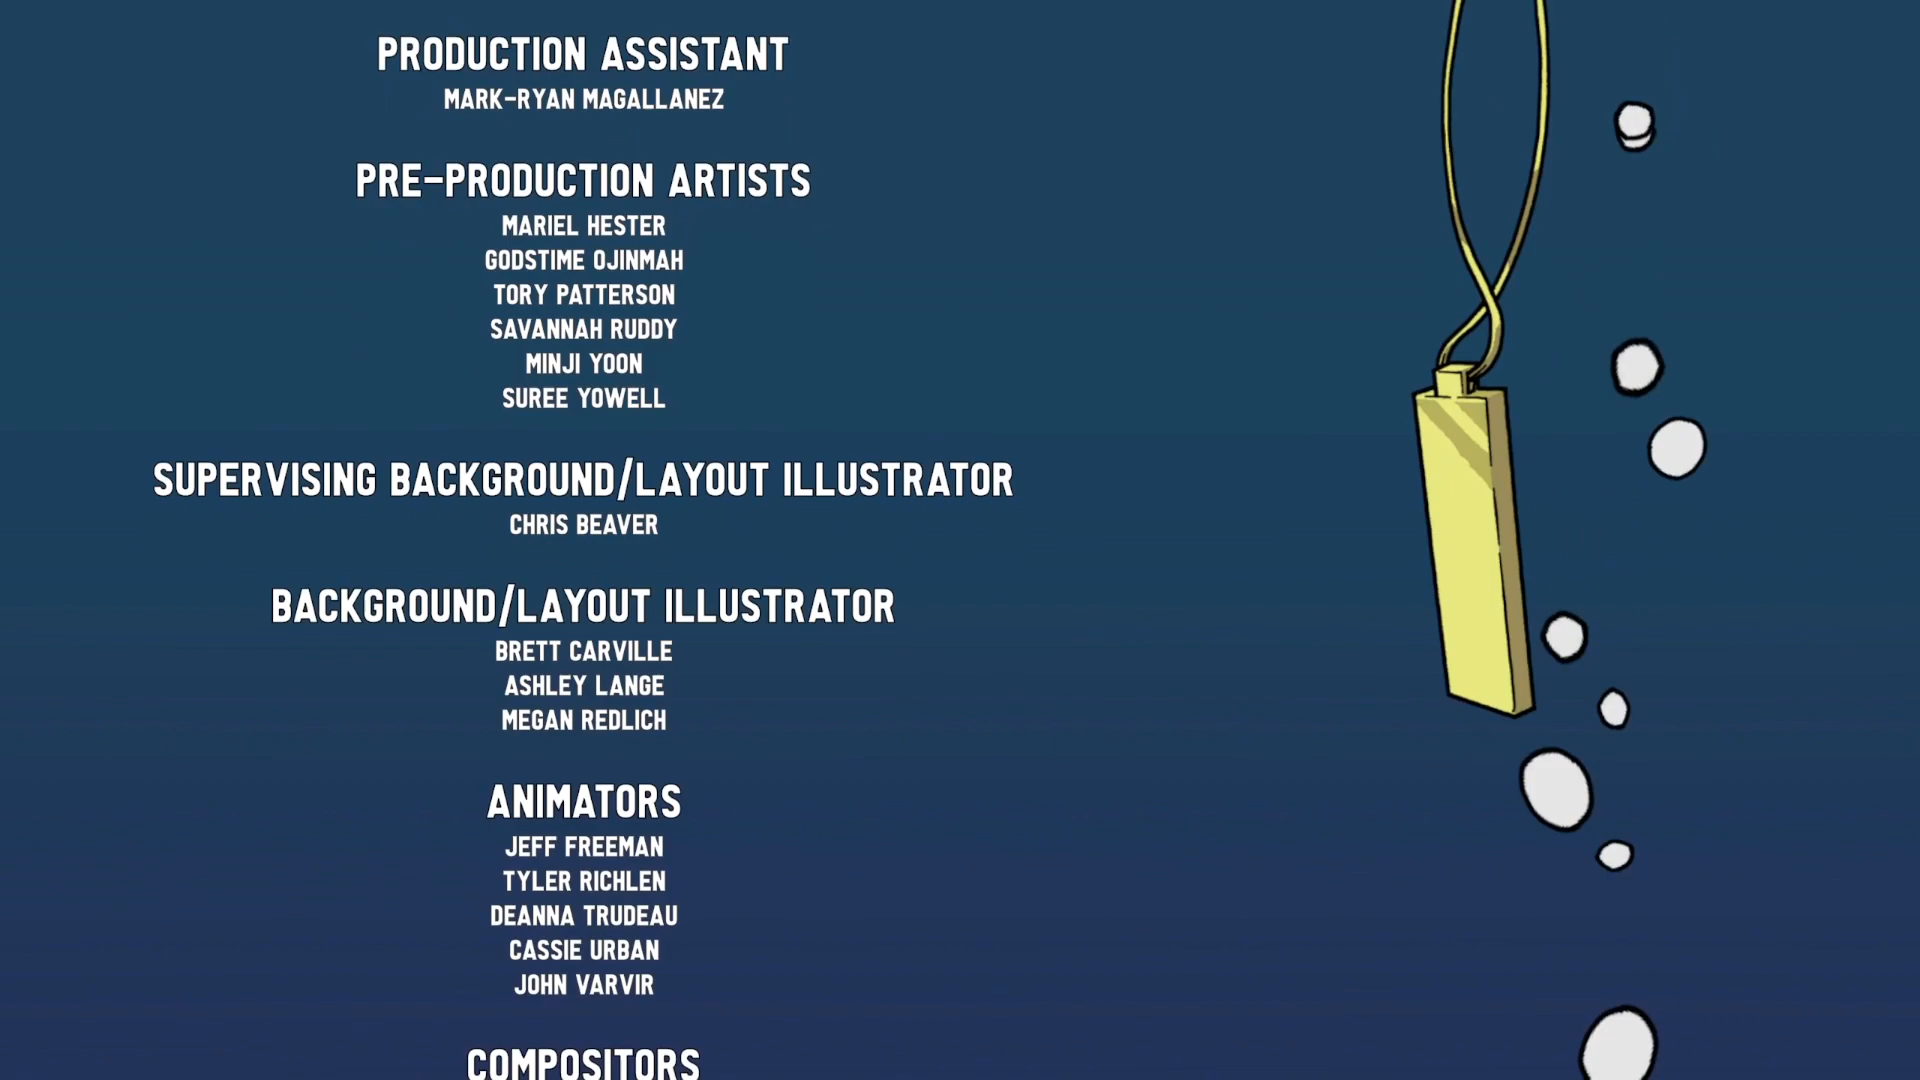 PRODUCTION ASSISTANT
MARK-RYAN MAGALLANEZ
PRE-PRODUCTION ARTISTS
MARIEL HESTER
GODSTIME OJINMAH
TORY PATTERSON
SAVANNAH RUDDY
MINJI YOON
SUREE YOWELL
SUPERVISING BACKGROUND/LAYOUT ILLUSTRATOR
CHRIS BEAVER
BACKGROUND/LAYOUT ILLUSTRATOR
BRETT CARVILLE
ASHLEY LANGE
MEGAN REDLICH
ANIMATORS
JEFF FREEMAN
TYLER RICHLEN
DEANNA TRUDEAU
CASSIE URBAN
JOHN VARVIR
COMPOSITORS